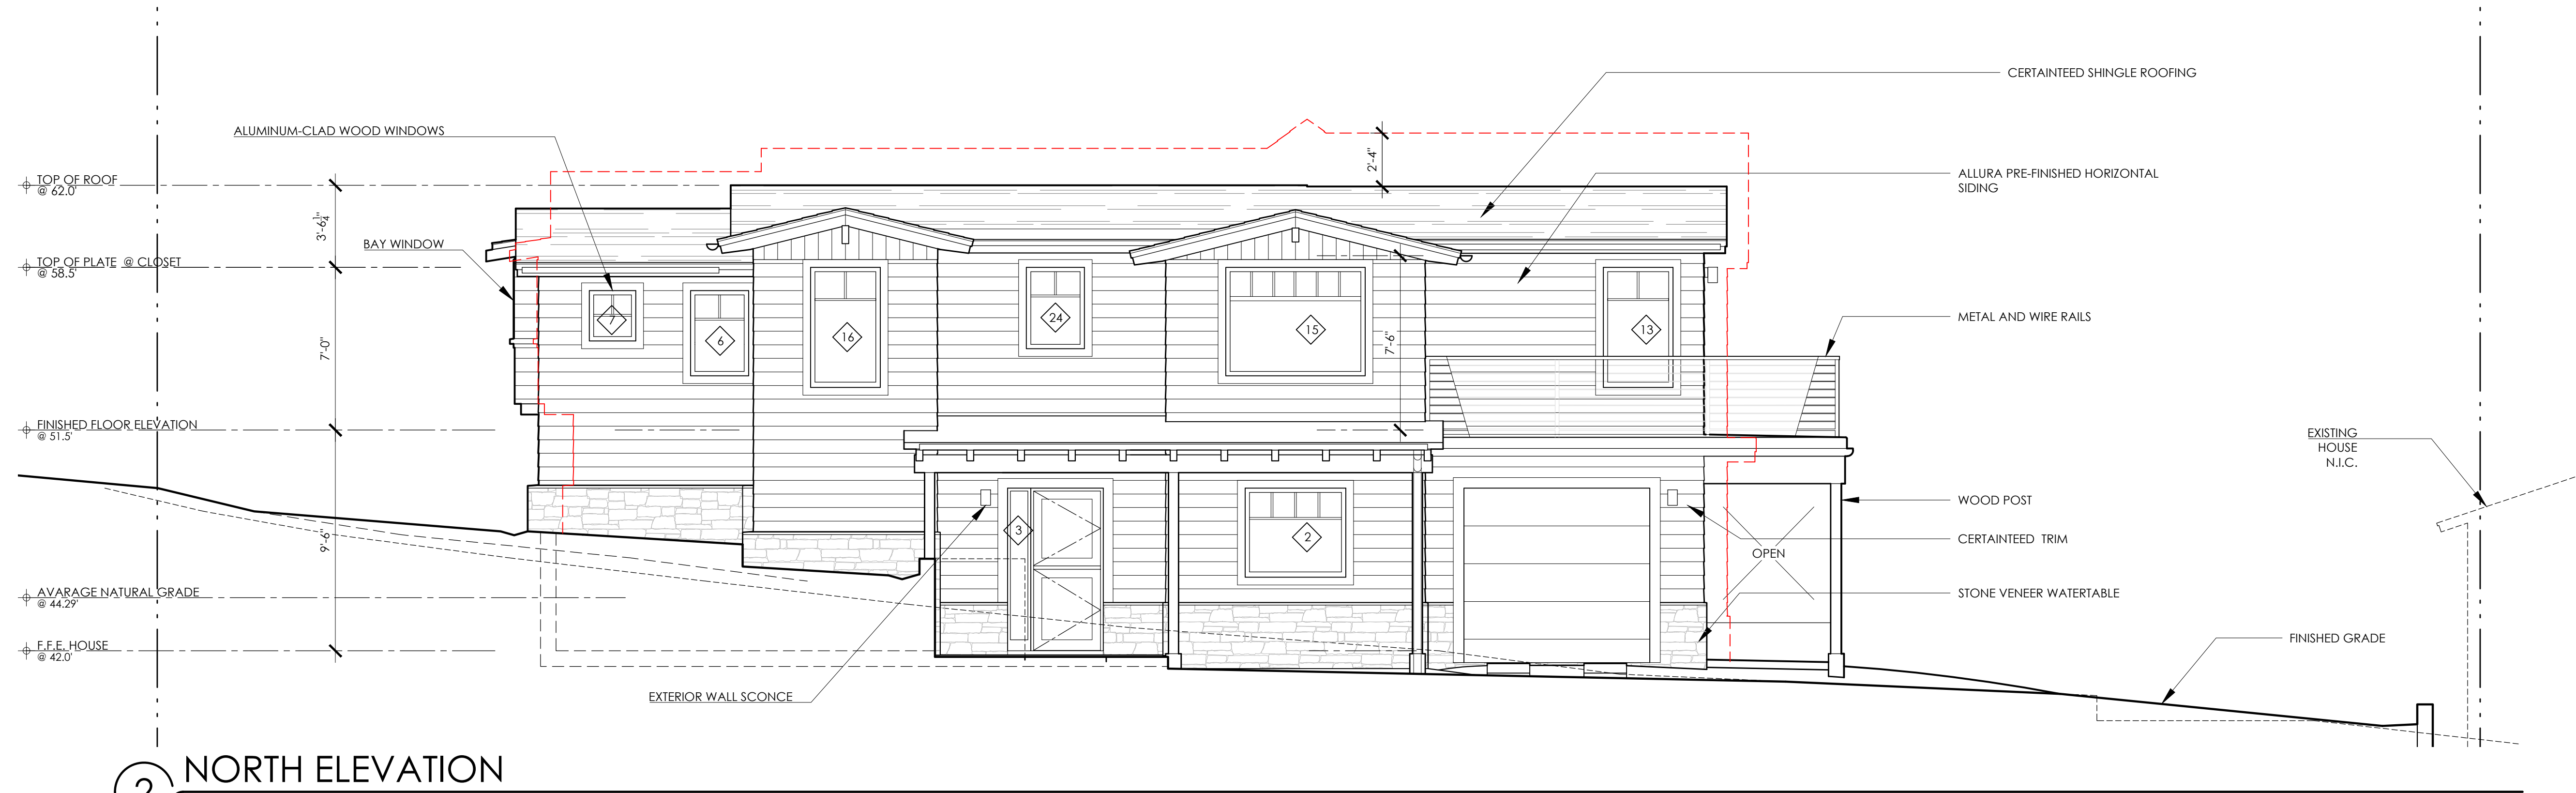 CERTAINTEED SHINGLE ROOFING
ALUMINUM-CLAD WOOD WINDOWS
2'-4"
TOP OF ROOF
@ 62.0'
ALLURA PRE-FINISHED HORIZONTAL
SIDING
3'-6 1/4"
BAY WINDOW
TOP OF PLATE @ CLOSET
@ 58.5'
7
6
16
24
15
13
METAL AND WIRE RAILS
7'-0"
7'-6"
FINISHED FLOOR ELEVATION
@ 51.5'
EXISTING
HOUSE
N.I.C.
WOOD POST
3
2
9'-6"
CERTAINTEED TRIM
OPEN
AVARAGE NATURAL GRADE
@ 44.29'
STONE VENEER WATERTABLE
F.F.E. HOUSE
@ 42.0'
FINISHED GRADE
EXTERIOR WALL SCONCE
2
NORTH ELEVATION